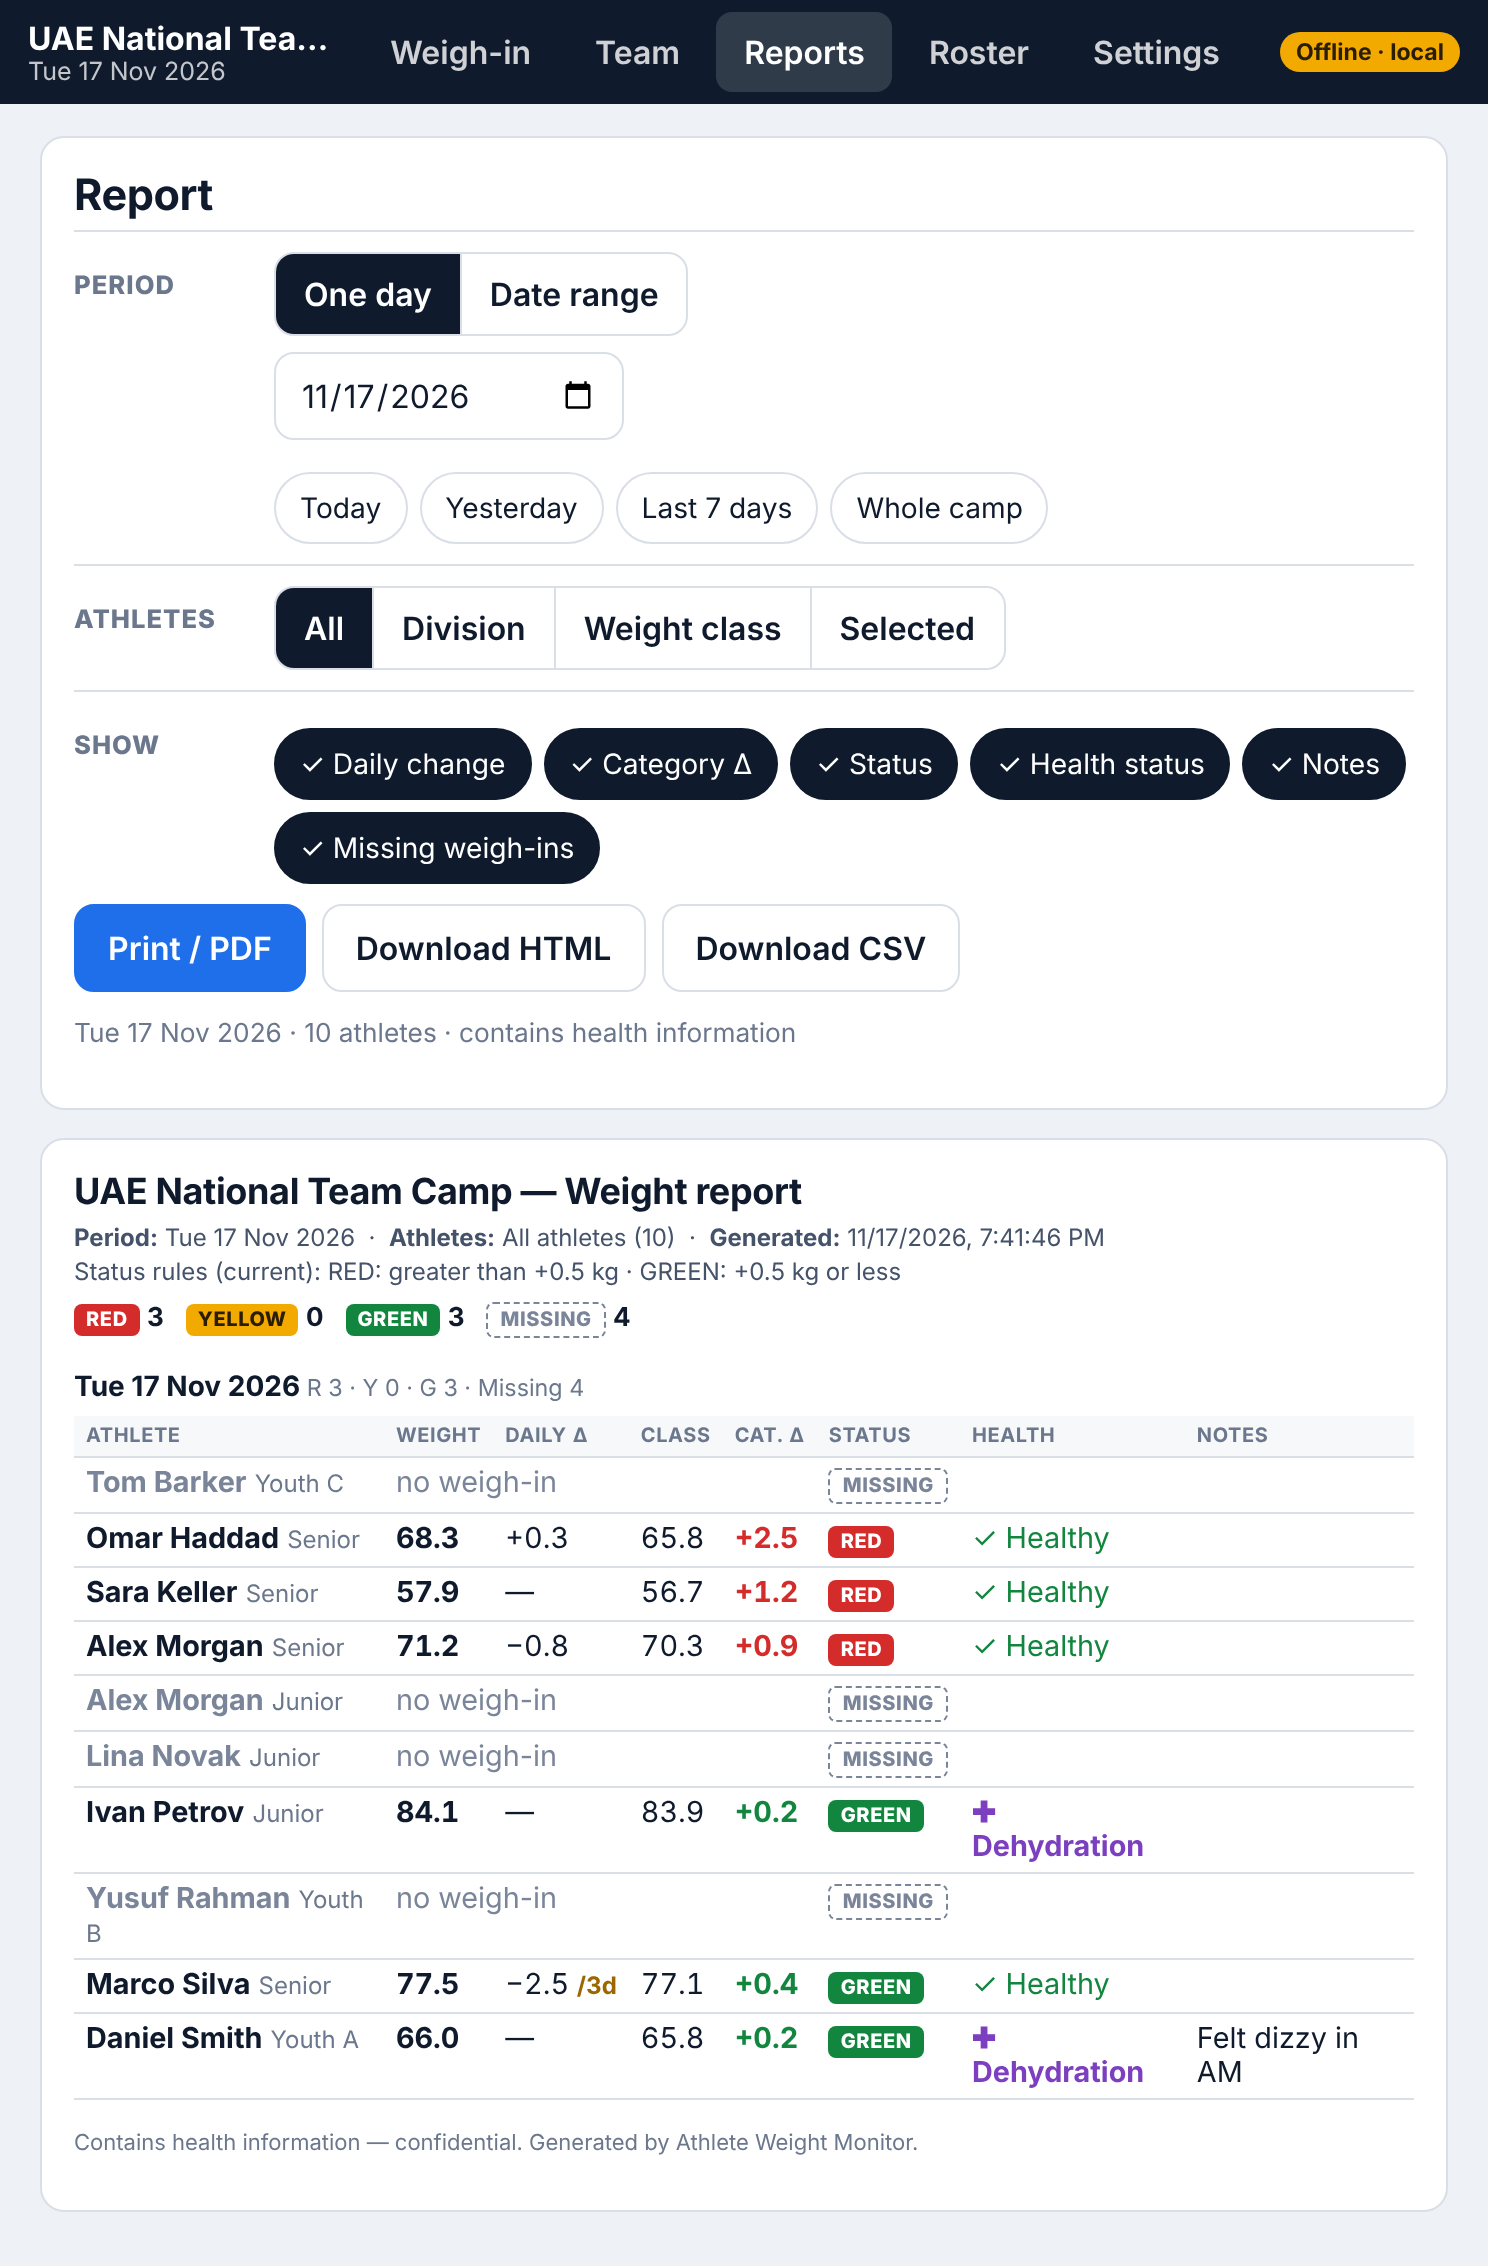 UAE National Tea...
Tue 17 Nov 2026
Weigh-in Team Reports Roster Settings Offline · local
Report
PERIOD One day Date range
11/17/2026
Today Yesterday Last 7 days Whole camp
ATHLETES All Division Weight class Selected
SHOW ✓ Daily change ✓ Category Δ ✓ Status ✓ Health status ✓ Notes
✓ Missing weigh-ins
Print / PDF Download HTML Download CSV
Tue 17 Nov 2026 · 10 athletes · contains health information
UAE National Team Camp — Weight report
Period: Tue 17 Nov 2026 · Athletes: All athletes (10) · Generated: 11/17/2026, 7:41:46 PM
Status rules (current): RED: greater than +0.5 kg · GREEN: +0.5 kg or less
RED 3 YELLOW 0 GREEN 3 MISSING 4
Tue 17 Nov 2026 R 3 · Y 0 · G 3 · Missing 4
ATHLETE WEIGHT DAILY Δ CLASS CAT. Δ STATUS HEALTH NOTES
Tom Barker Youth C no weigh-in MISSING
Omar Haddad Senior 68.3 +0.3 65.8 +2.5 RED ✓ Healthy
Sara Keller Senior 57.9 — 56.7 +1.2 RED ✓ Healthy
Alex Morgan Senior 71.2 −0.8 70.3 +0.9 RED ✓ Healthy
Alex Morgan Junior no weigh-in MISSING
Lina Novak Junior no weigh-in MISSING
Ivan Petrov Junior 84.1 — 83.9 +0.2 GREEN ✚
Dehydration
Yusuf Rahman Youth no weigh-in MISSING
B
Marco Silva Senior 77.5 −2.5 /3d 77.1 +0.4 GREEN ✓ Healthy
Daniel Smith Youth A 66.0 — 65.8 +0.2 GREEN ✚ Felt dizzy in
Dehydration AM
Contains health information — confidential. Generated by Athlete Weight Monitor.